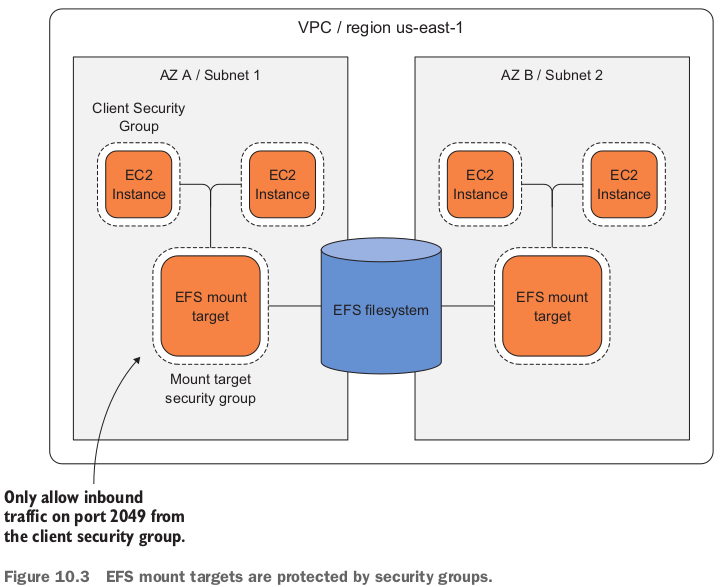 VPC / region us-east-1
AZ A / Subnet 1
AZ B / Subnet 2
Client Security
Group
EC2
Instance
EC2
Instance
EC2
Instance
EC2
Instance
EFS mount
target
EFS filesystem
EFS mount
target
Mount target
security group
Only allow inbound
traffic on port 2049 from
the client security group.
Figure 10.3 EFS mount targets are protected by security groups.